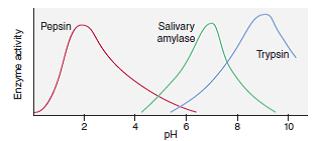 Pepsin
Salivary
amylase
Trypsin
Enzyme activity
2 4 6 8 10
pH